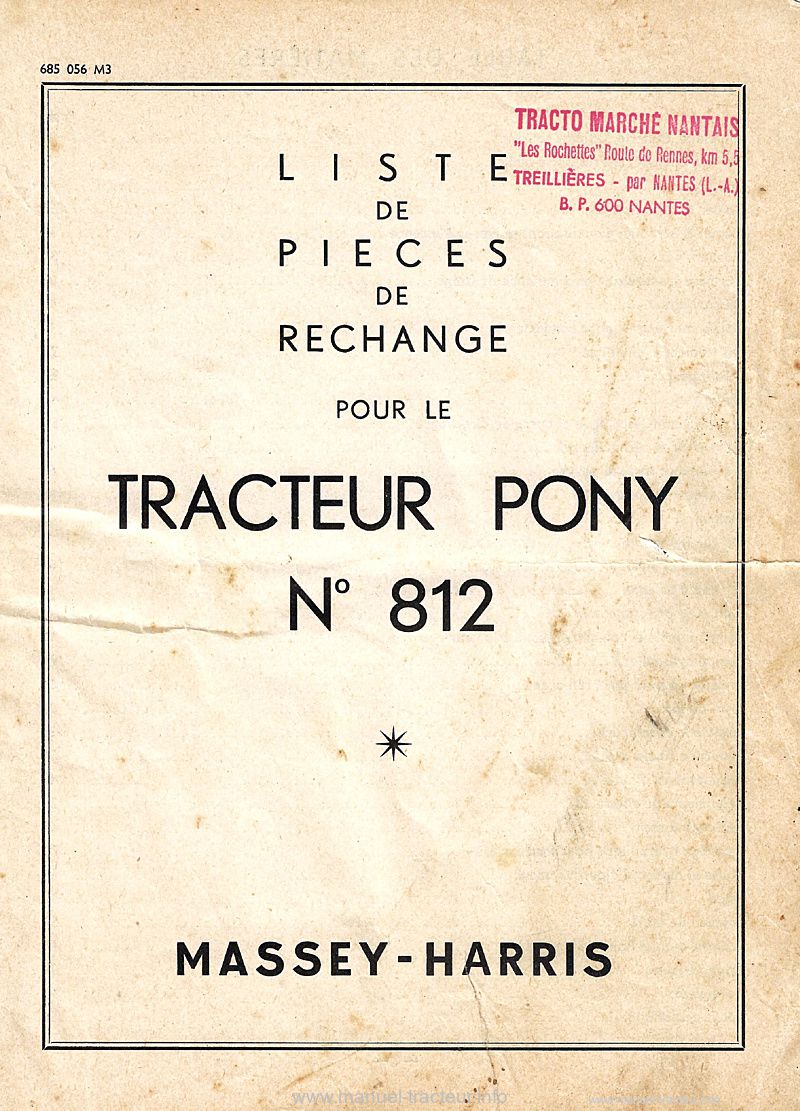 685 056 M3
TRACTO MARCHÉ NANTAIS
"Les Rochettes" Route de Rennes, km 5,5
TREILLIÈRES - par NANTES (L.-A.)
B. P. 600 NANTES
LISTE
DE
PIECES
DE
RECHANGE
POUR LE
TRACTEUR PONY
N° 812
MASSEY-HARRIS
www.manuel-tracteur.info